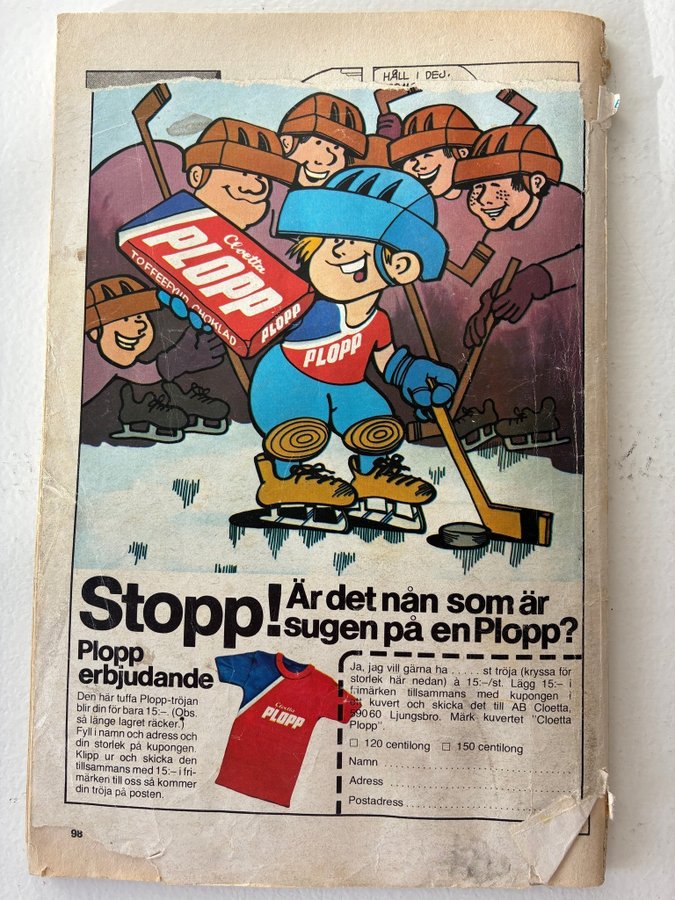 HÅLL I DEJ,
Cloetta
PLOPP
TOFFEEFYLLD CHOKLAD
PLOPP
PLOPP
Stopp! Är det nån som är
sugen på en Plopp?
Plopp
erbjudande
Den här tuffa Plopp-tröjan
blir din för bara 15:-. (Obs.
så länge lagret räcker.)
Fyll i namn och adress och
din storlek på kupongen.
Klipp ur och skicka den
tillsammans med 15:- i fri-
märken till oss så kommer
din tröja på posten.
Cloetta
PLOPP
Ja, jag vill gärna ha . . . . . st tröja (kryssa för
storlek här nedan) à 15:-/st. Lägg 15:- i
frimärken tillsammans med kupongen i
ett kuvert och skicka det till AB Cloetta,
590 60 Ljungsbro. Märk kuvertet "Cloetta
Plopp".
☐ 120 centilong ☐ 150 centilong
Namn
Adress
Postadress
98